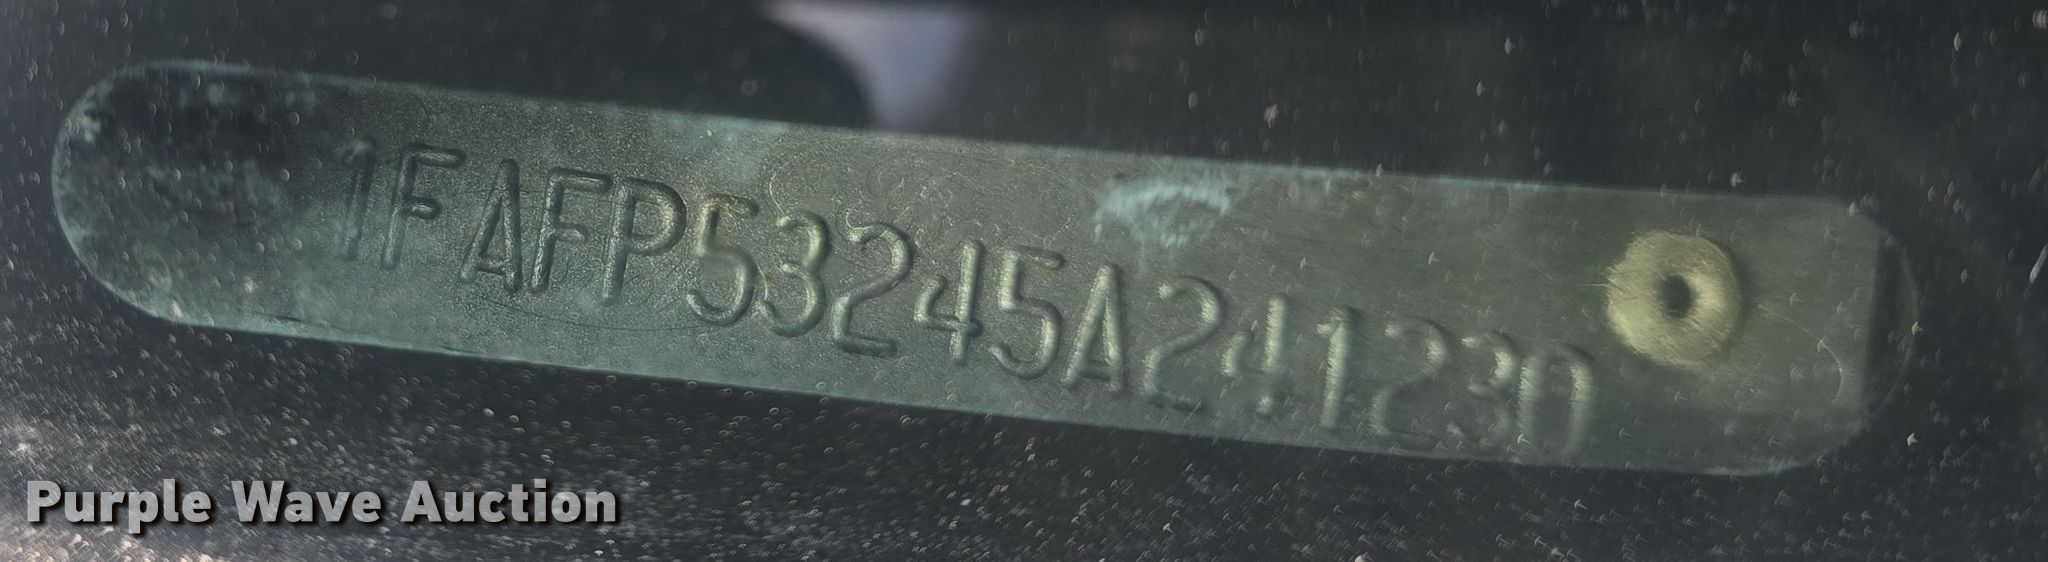 1FAFP53245A241230
Purple Wave Auction